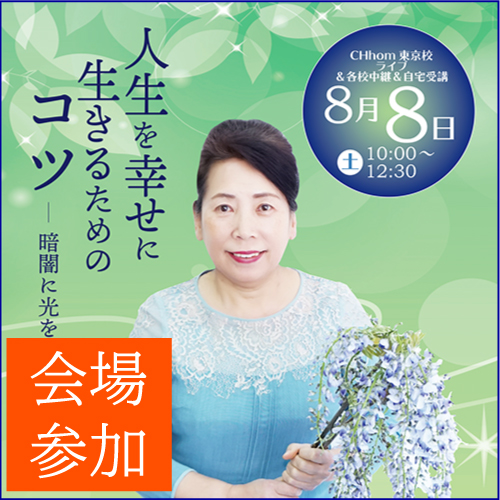 人生を幸せに
生きるための
コツ
―暗闇に光を
CHhom 東京校
ライブ
&各校中継&自宅受講
8月8日
土 10:00～
12:30
会場
参加